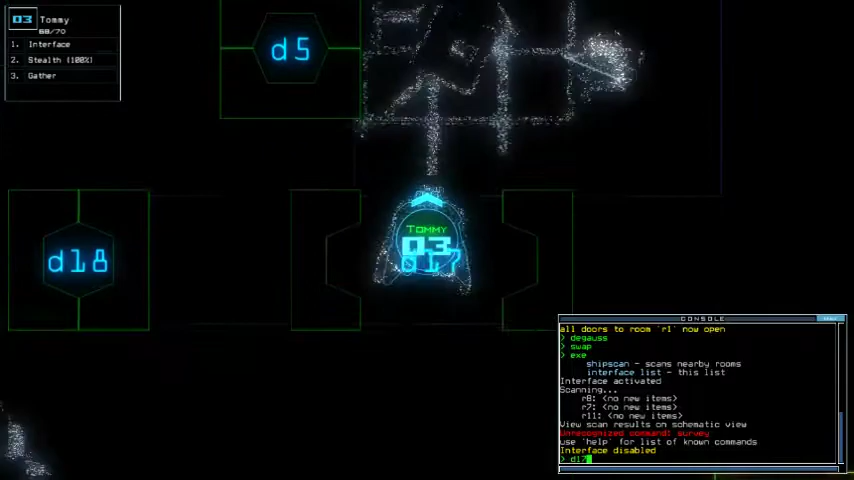 03 Tommy
68/70
1. Interface
2. Stealth (100%)
3. Gather
d5
d18
TOMMY
03
d17
CONSOLE
all doors to room 'r1' now open
> degauss
> swap
> exe
shipscan - scans nearby rooms
interface list - this list
Interface activated
Scanning...
r8: <no new items>
r7: <no new items>
r11: <no new items>
View scan results on schematic view
Unrecognized command: survey
use 'help' for list of known commands
Interface disabled
> d17